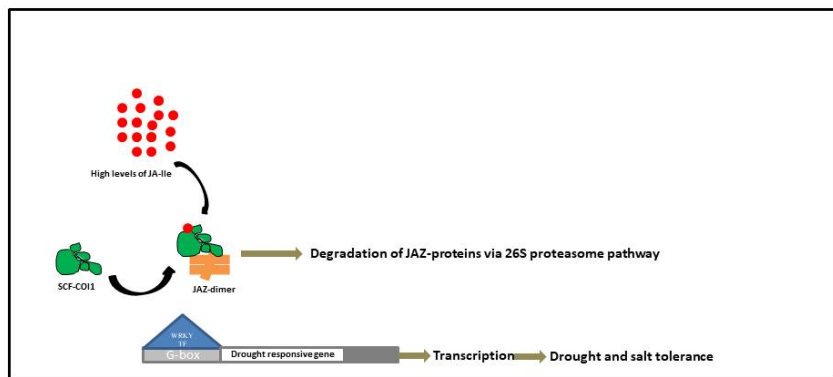 High levels of JA-Ile
Degradation of JAZ-proteins via 26S proteasome pathway
SCF-COI1
JAZ-dimer
WRKY
TF
G-box
Drought responsive gene
Transcription
Drought and salt tolerance